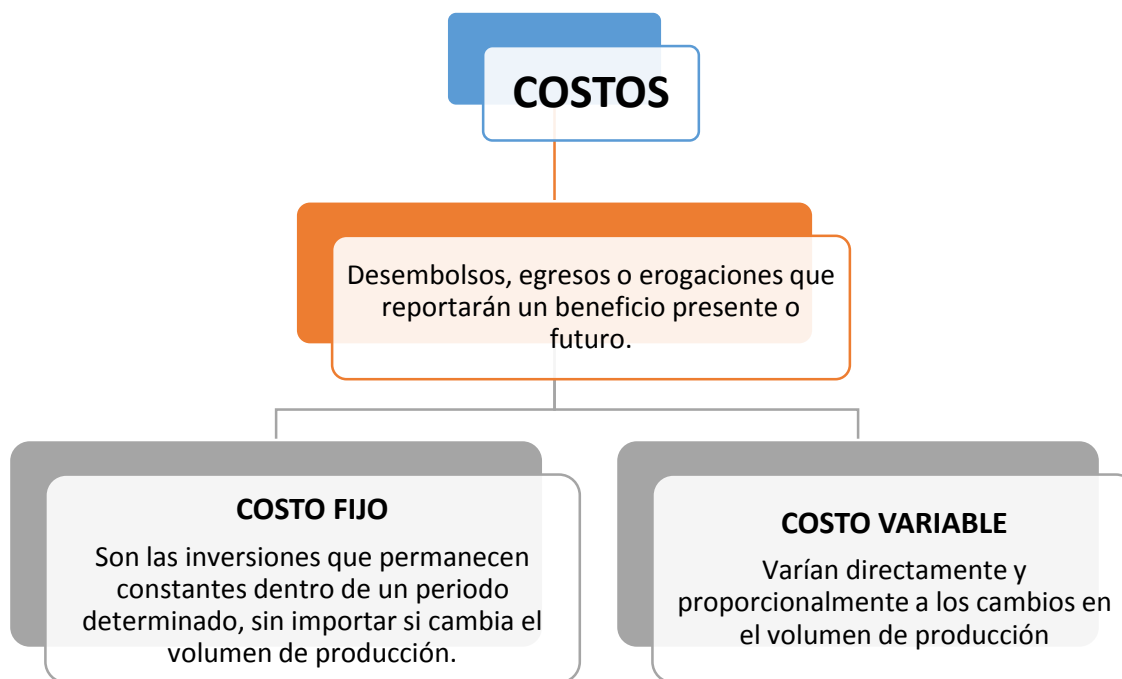 COSTOS
Desembolsos, egresos o erogaciones que
reportarán un beneficio presente o
futuro.
COSTO FIJO
Son las inversiones que permanecen
constantes dentro de un periodo
determinado, sin importar si cambia el
volumen de producción.
COSTO VARIABLE
Varían directamente y
proporcionalmente a los cambios en
el volumen de producción